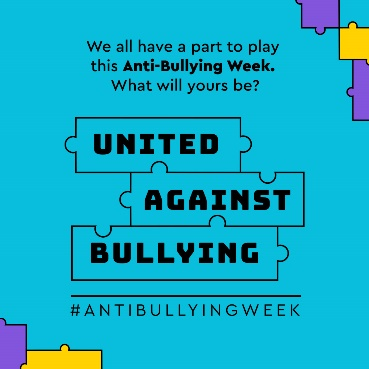 We all have a part to play
this Anti-Bullying Week.
What will yours be?
UNITED
AGAINST
BULLYING
#ANTIBULLYINGWEEK